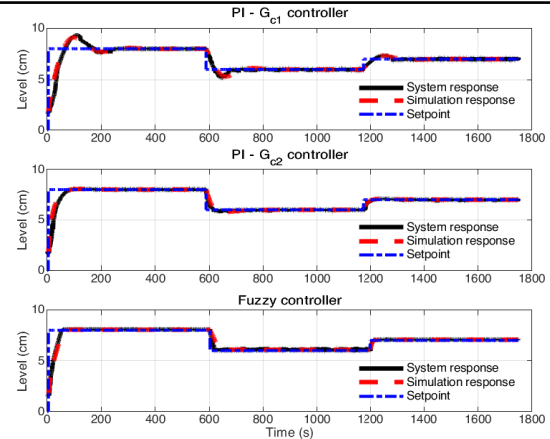 PI - Gc1 controller
10
5
0
Level (cm)
System response
Simulation response
Setpoint
0 200 400 600 800 1000 1200 1400 1600 1800
PI - Gc2 controller
10
5
0
Level (cm)
System response
Simulation response
Setpoint
0 200 400 600 800 1000 1200 1400 1600 1800
Fuzzy controller
10
5
0
Level (cm)
System response
Simulation response
Setpoint
0 200 400 600 800 1000 1200 1400 1600 1800
Time (s)